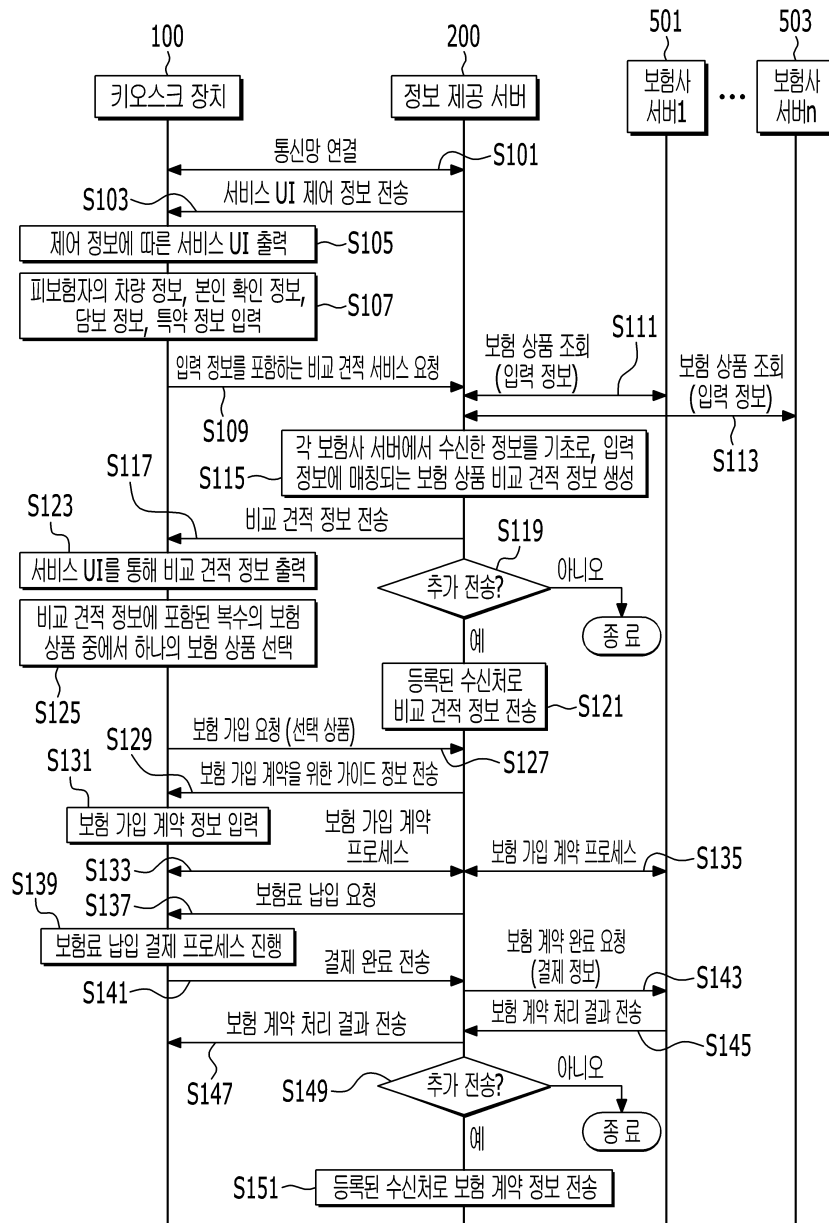 100
200
501
503
키오스크 장치
정보 제공 서버
보험사
서버1
...
보험사
서버n
통신망 연결
S101
S103
서비스 UI 제어 정보 전송
제어 정보에 따른 서비스 UI 출력
S105
피보험자의 차량 정보, 본인 확인 정보,
담보 정보, 특약 정보 입력
S107
S111
보험 상품 조회
(입력 정보)
보험 상품 조회
(입력 정보)
입력 정보를 포함하는 비교 견적 서비스 요청
S109
S113
각 보험사 서버에서 수신한 정보를 기초로, 입력
정보에 매칭되는 보험 상품 비교 견적 정보 생성
S115
S117
비교 견적 정보 전송
S123
서비스 UI를 통해 비교 견적 정보 출력
S119
추가 전송?
아니오
종료
예
비교 견적 정보에 포함된 복수의 보험
상품 중에서 하나의 보험 상품 선택
S125
등록된 수신처로
비교 견적 정보 전송
S121
보험 가입 요청 (선택 상품)
S127
S129
보험 가입 계약을 위한 가이드 정보 전송
S131
보험 가입 계약 정보 입력
보험 가입 계약
프로세스
S133
보험 가입 계약 프로세스
S135
S137
보험료 납입 요청
S139
보험료 납입 결제 프로세스 진행
결제 완료 전송
S141
보험 계약 완료 요청
(결제 정보)
S143
보험 계약 처리 결과 전송
S145
보험 계약 처리 결과 전송
S147
S149
추가 전송?
아니오
종료
예
S151
등록된 수신처로 보험 계약 정보 전송